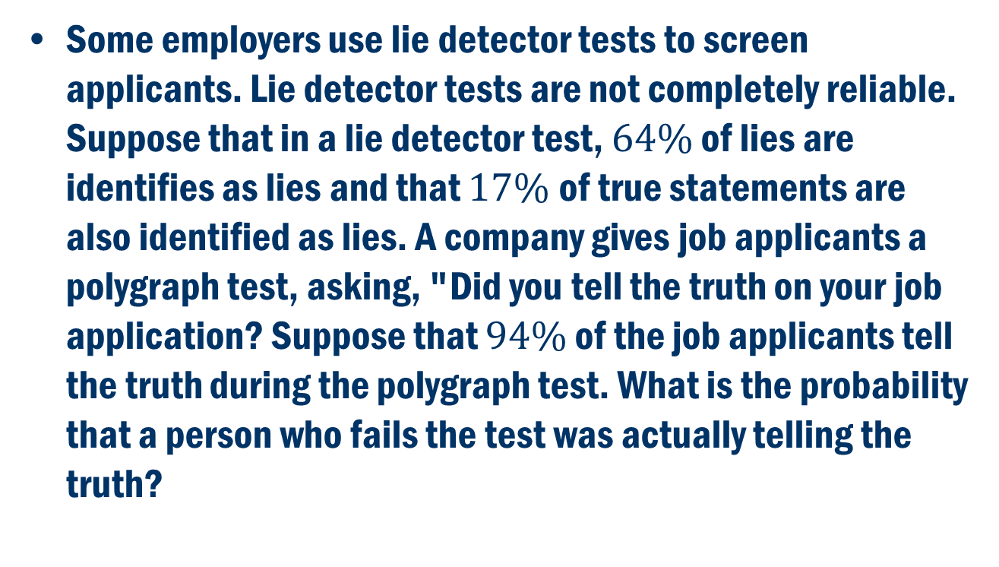 • Some employers use lie detector tests to screen
applicants. Lie detector tests are not completely reliable.
Suppose that in a lie detector test, 64% of lies are
identifies as lies and that 17% of true statements are
also identified as lies. A company gives job applicants a
polygraph test, asking, "Did you tell the truth on your job
application? Suppose that 94% of the job applicants tell
the truth during the polygraph test. What is the probability
that a person who fails the test was actually telling the
truth?